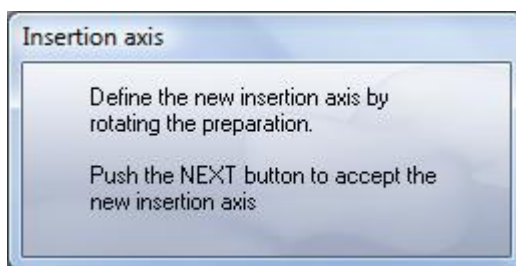 Insertion axis
Define the new insertion axis by
rotating the preparation.
Push the NEXT button to accept the
new insertion axis